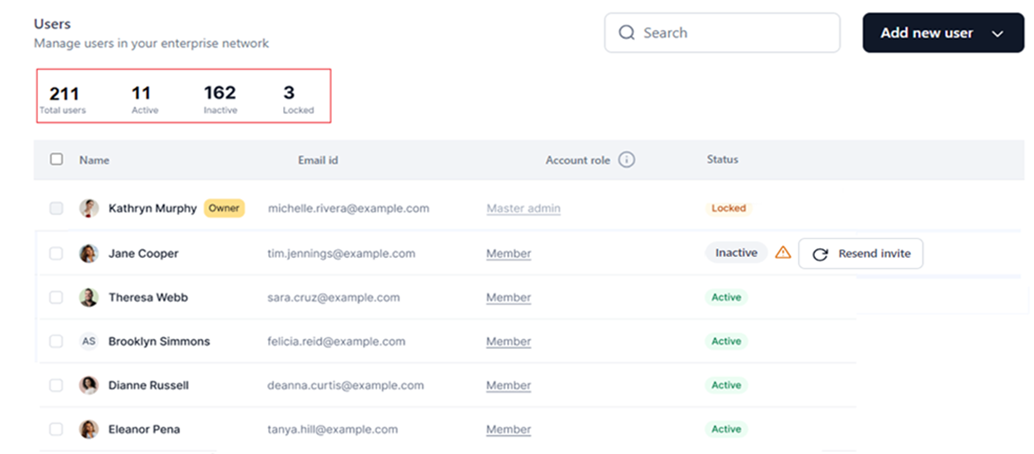 Users
Manage users in your enterprise network
Search
Add new user
211 11 162 3
Total users Active Inactive Locked
Name Email id Account role Status
Kathryn Murphy Owner michelle.rivera@example.com Master admin Locked
Jane Cooper tim.jennings@example.com Member Inactive Resend invite
Theresa Webb sara.cruz@example.com Member Active
AS Brooklyn Simmons felicia.reid@example.com Member Active
Dianne Russell deanna.curtis@example.com Member Active
Eleanor Pena tanya.hill@example.com Member Active